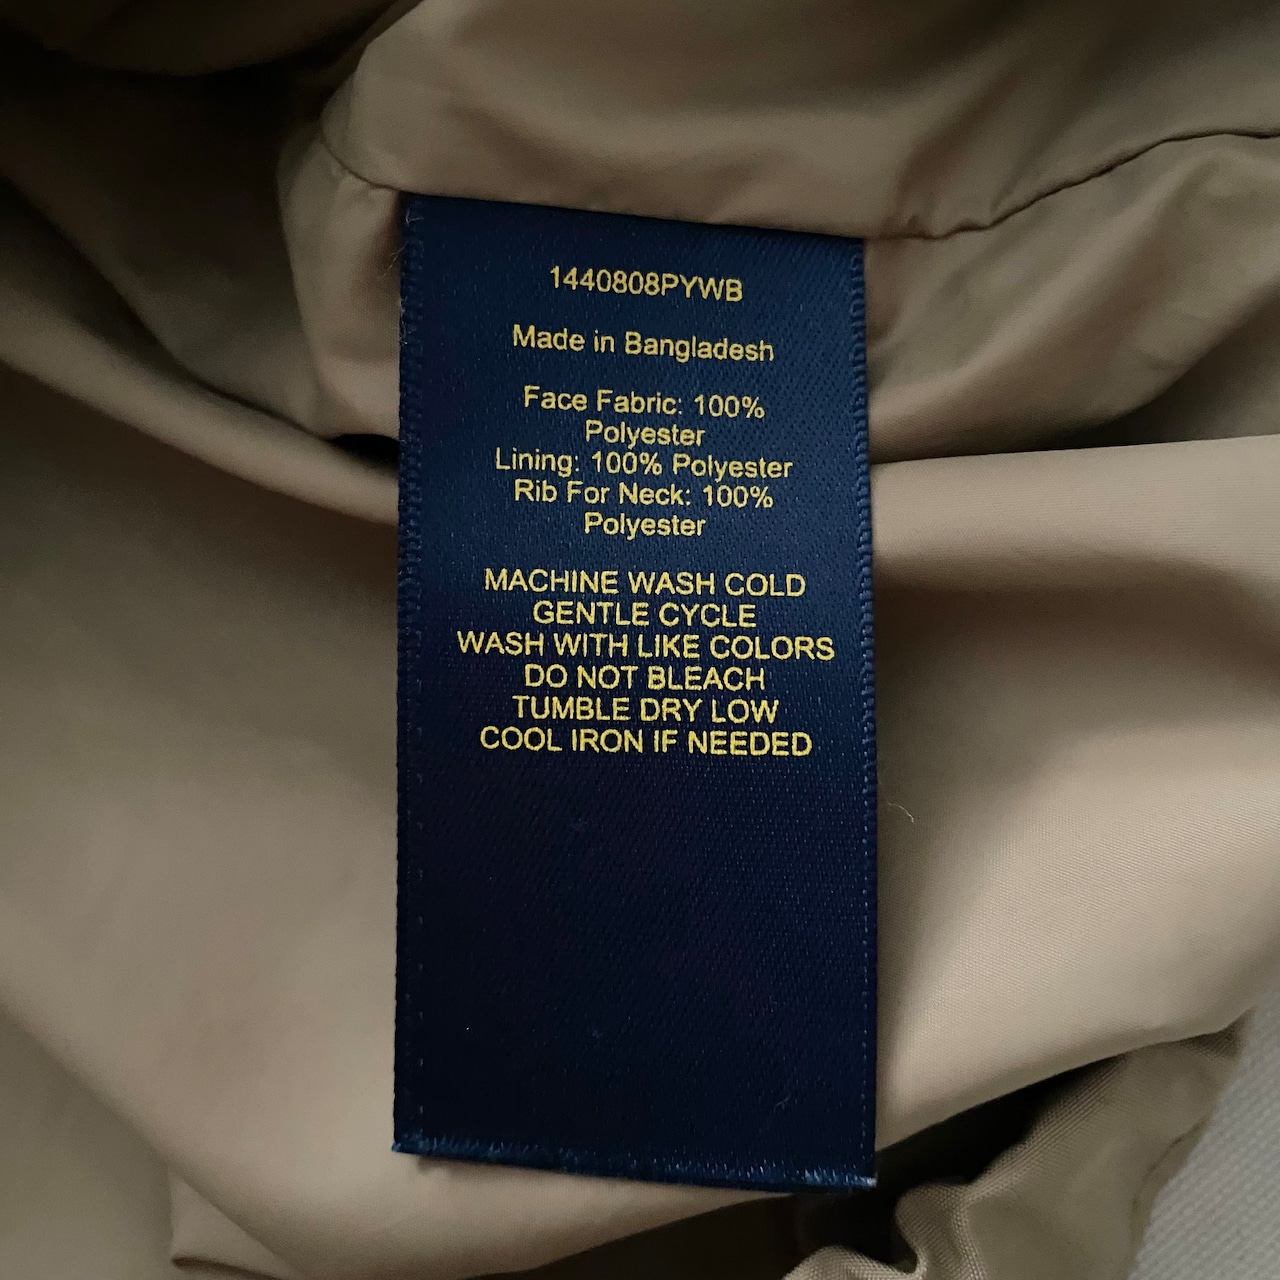 1440808PYWB
Made in Bangladesh
Face Fabric: 100%
Polyester
Lining: 100% Polyester
Rib For Neck: 100%
Polyester
MACHINE WASH COLD
GENTLE CYCLE
WASH WITH LIKE COLORS
DO NOT BLEACH
TUMBLE DRY LOW
COOL IRON IF NEEDED